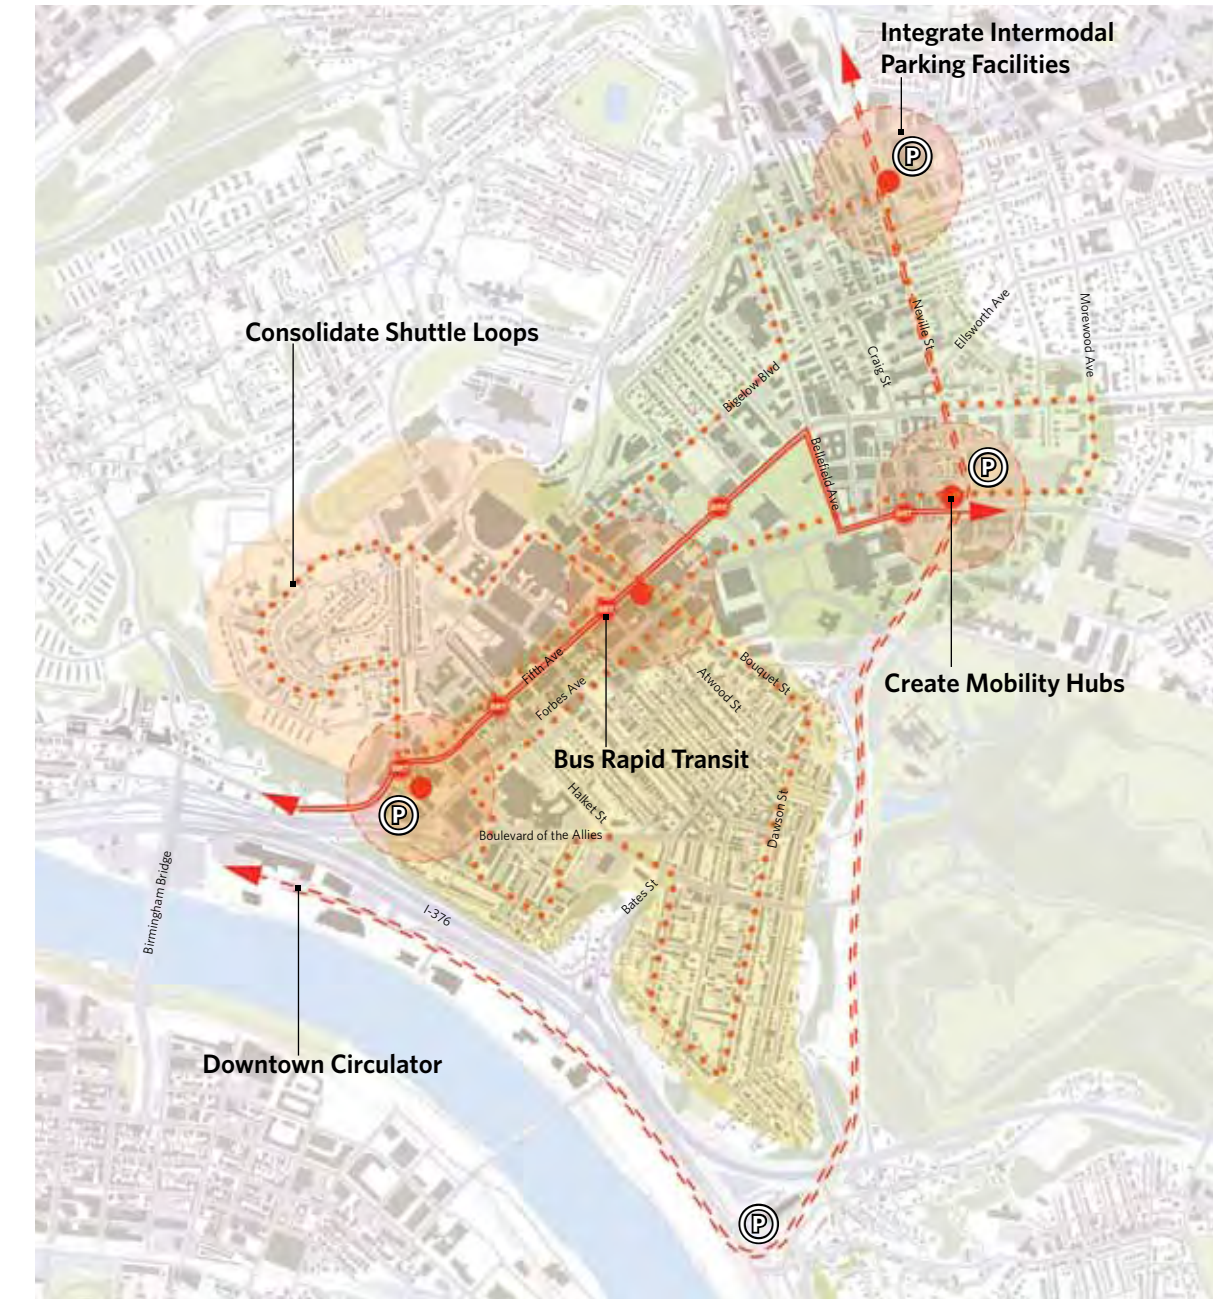 Integrate Intermodal
Parking Facilities
P
Neville St
Ellsworth Ave
Morewood Ave
Craig St
Consolidate Shuttle Loops
Bigelow Blvd
Bellefield Ave
P
Fifth Ave
Forbes Ave
Bouquet St
Atwood St
Create Mobility Hubs
Bus Rapid Transit
Halket St
Dawson St
P
Boulevard of the Allies
Birmingham Bridge
Bates St
I-376
Downtown Circulator
P